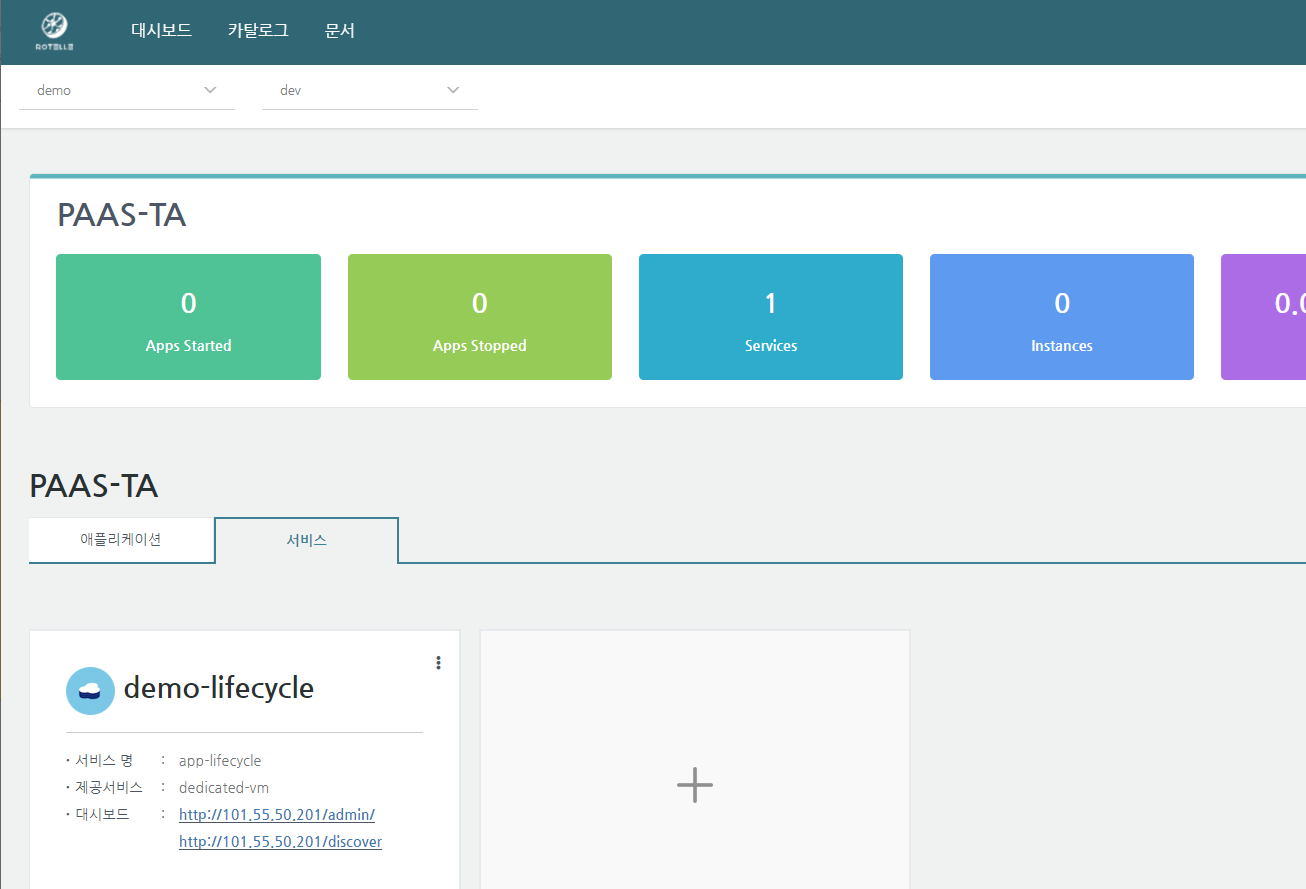 ROTELLE
대시보드 카탈로그 문서
demo dev
PAAS-TA
0 0 1 0
Apps Started Apps Stopped Services Instances
PAAS-TA
애플리케이션 서비스
demo-lifecycle
· 서비스 명 : app-lifecycle
· 제공서비스 : dedicated-vm
· 대시보드 : http://101.55.50.201/admin/
http://101.55.50.201/discover